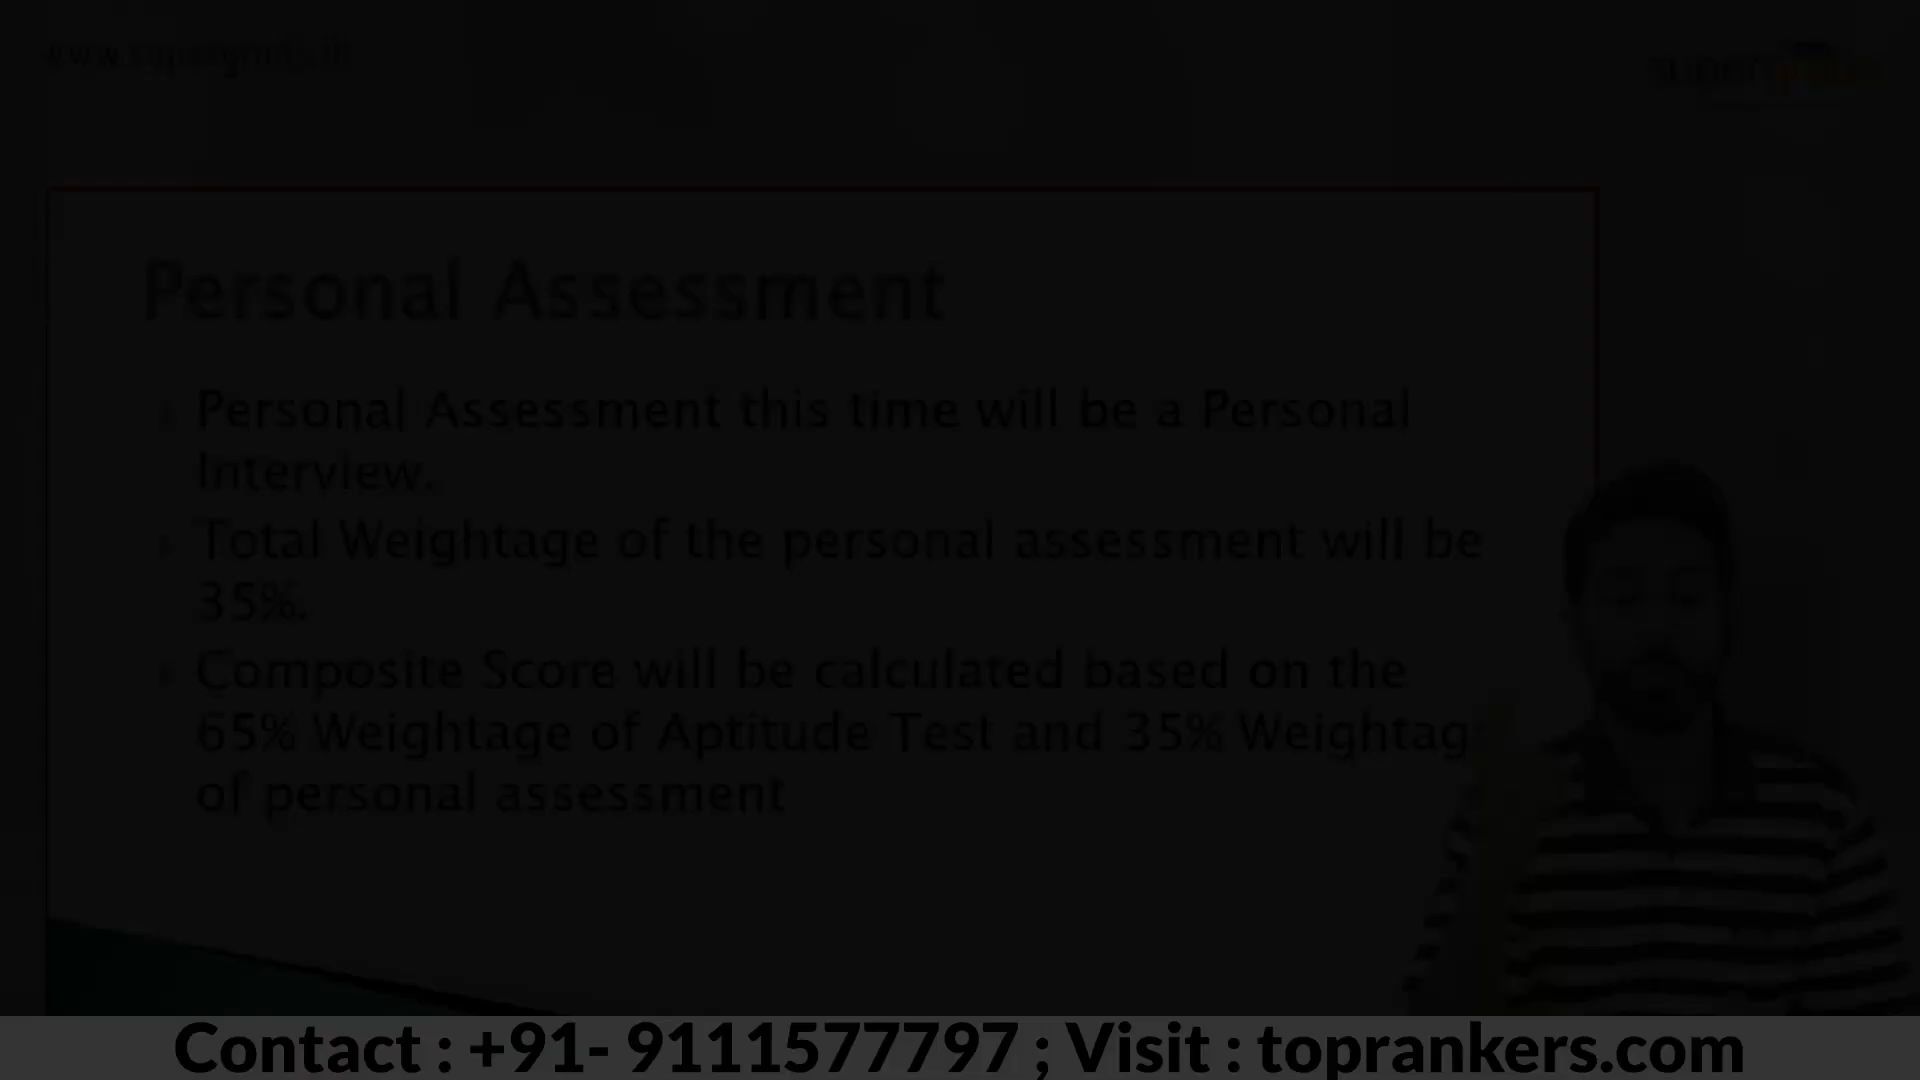 Personal Assessment
Personal Assessment this time will be a Personal
Interview.
Total Weightage of the personal assessment will be
35%.
Composite Score will be calculated based on the
65% Weightage of Aptitude Test and 35% Weightag
of personal assessment
Contact : +91- 9111577797 ; Visit : toprankers.com